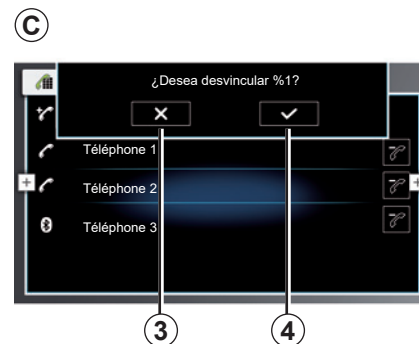 C
¿Desea desvincular %1?
Téléphone 1
Téléphone 2
Téléphone 3
3 4